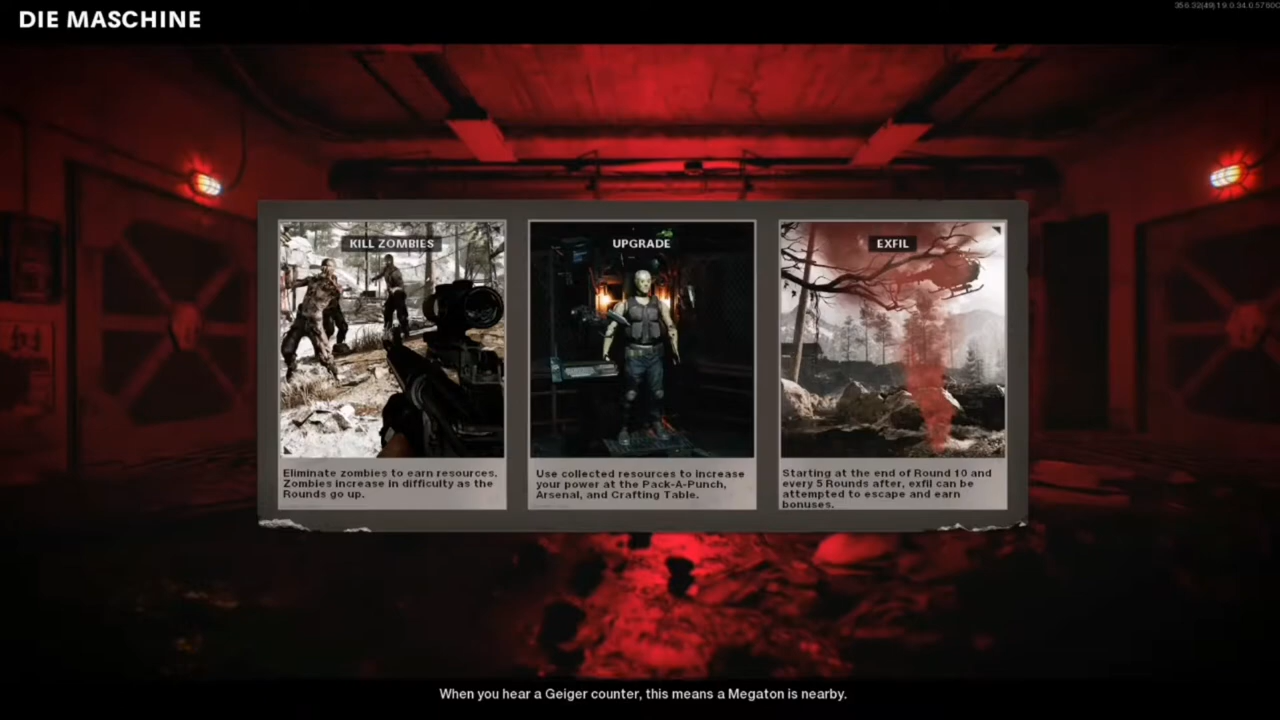 DIE MASCHINE
KILL ZOMBIES
Eliminate zombies to earn resources.
Zombies increase in difficulty as the
Rounds go up.
UPGRADE
Use collected resources to increase
your power at the Pack-A-Punch,
Arsenal, and Crafting Table.
EXFIL
Starting at the end of Round 10 and
every 5 Rounds after, exfil can be
attempted to escape and earn
bonuses.
When you hear a Geiger counter, this means a Megaton is nearby.